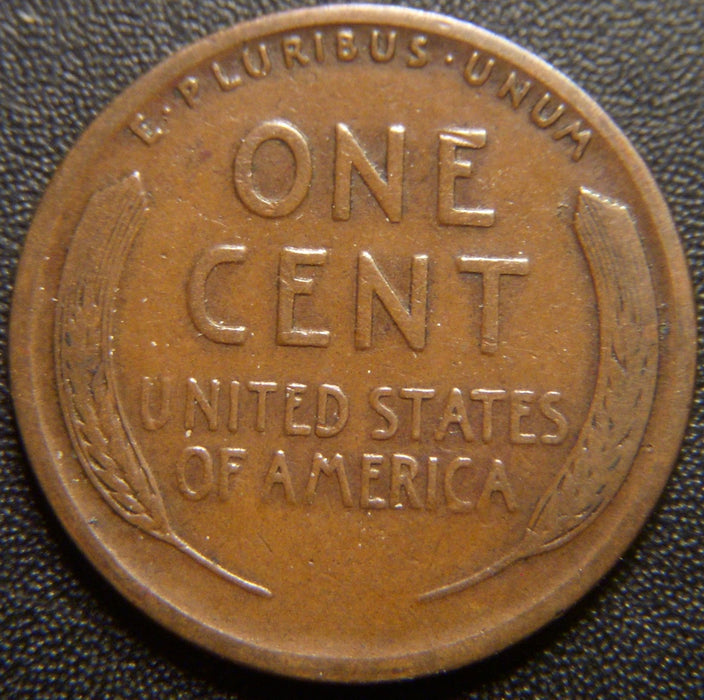 E·PLURIBUS·UNUM
ONE
CENT
UNITED STATES
OF AMERICA